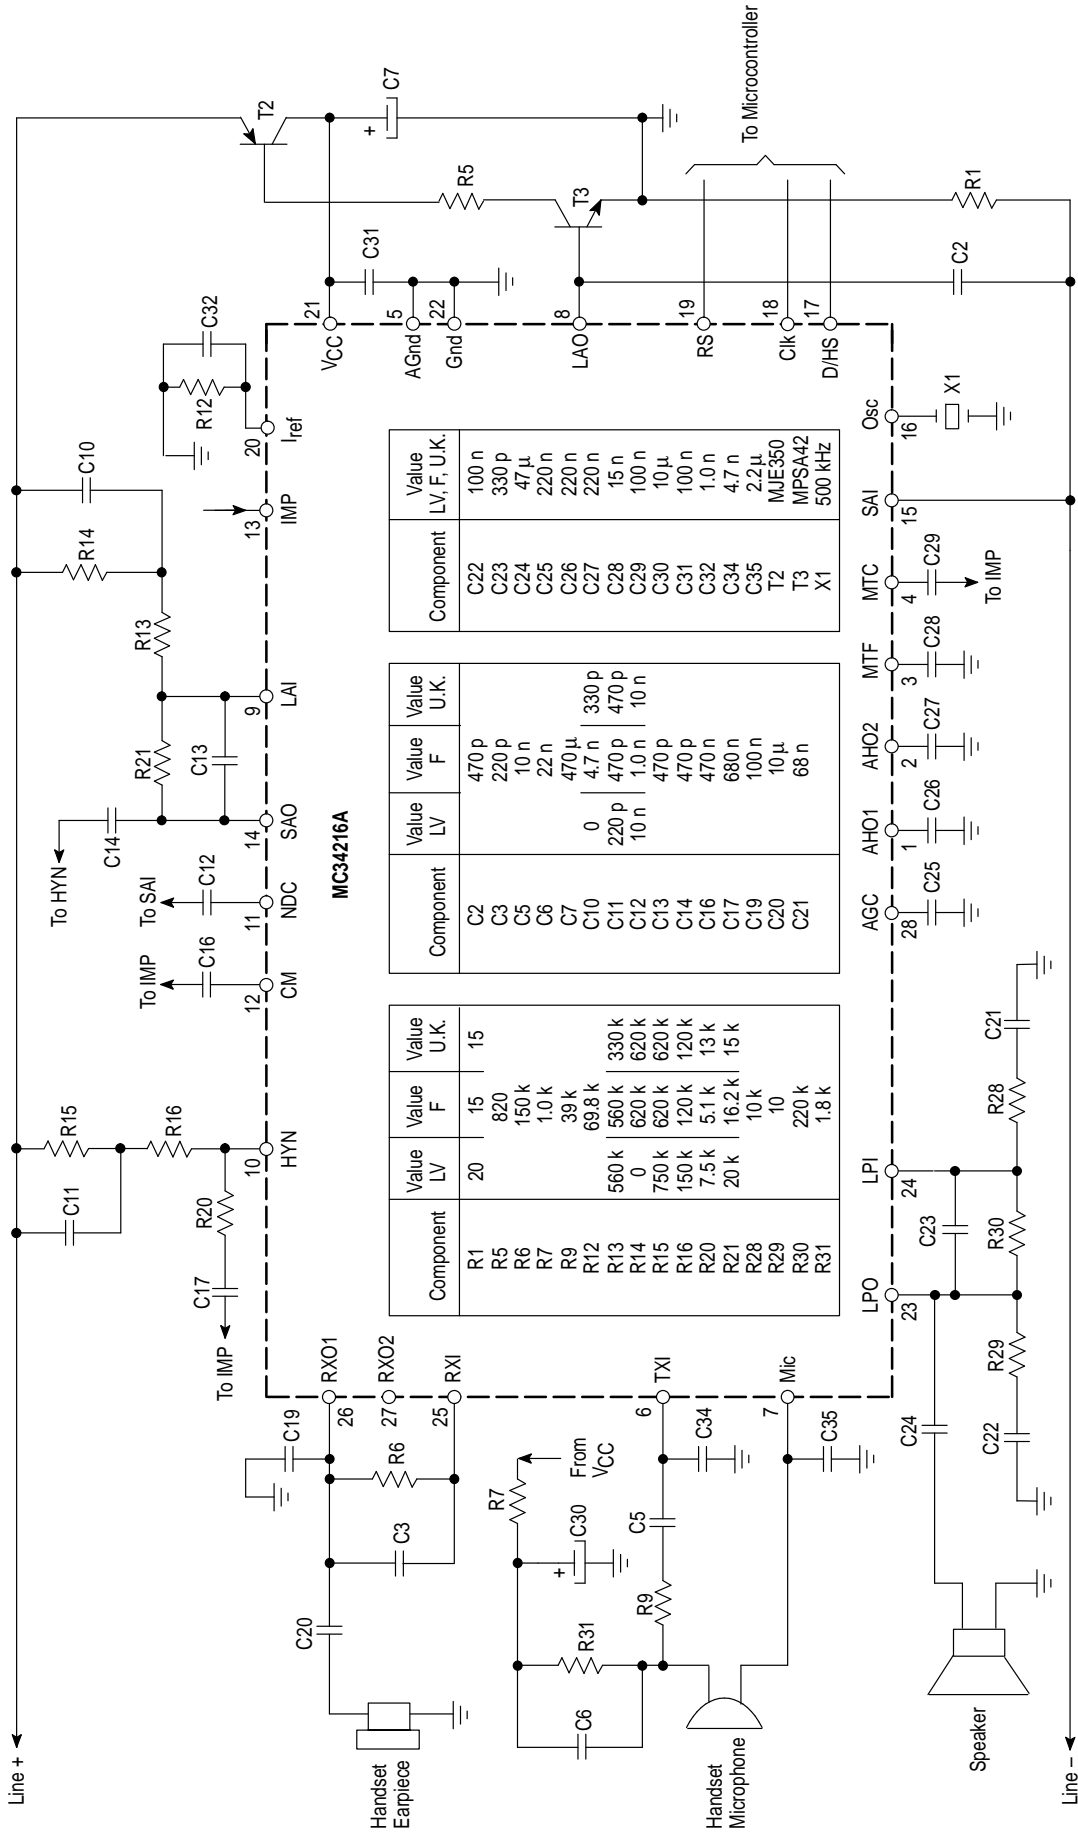 Line +
C11
R15
R16
R20
C17
To IMP
10
HYN
To IMP
C16
12
CM
To SAI
C12
11
NDC
To HYN
C14
14
SAO
R21
C13
9
LAI
R13
R14
C10
13
IMP
R12
C32
20
Iref
T2
C7
+
C19
RXO1
26
RXO2
27
RXI
25
R6
C3
C20
Handset
Earpiece
R7
From
VCC
C30
+
R31
C6
R9
C5
C34
TXI
6
Mic
7
C35
Handset
Microphone
MC34216A
Component Value LV Value F Value U.K.
R1 20 15 15
R5 820
R6 150 k
R7 1.0 k
R9 39 k
R12 69.8 k
R13 560 k 560 k 330 k
R14 0 620 k 620 k
R15 750 k 620 k 620 k
R16 150 k 120 k 120 k
R20 7.5 k 5.1 k 13 k
R21 20 k 16.2 k 15 k
R28 10 k
R29 10
R30 220 k
R31 1.8 k
Component Value LV Value F Value U.K.
C2 470 p
C3 220 p
C5 10 n
C6 22 n
C7 470 µ
C10 0 4.7 n 330 p
C11 220 p 470 p 470 p
C12 10 n 1.0 n 10 n
C13 470 p
C14 470 p
C16 470 n
C17 680 n
C19 100 n
C20 10 µ
C21 68 n
Component Value LV, F, U.K.
C22 100 n
C23 330 p
C24 47 µ
C25 220 n
C26 220 n
C27 220 n
C28 15 n
C29 100 n
C30 10 µ
C31 100 n
C32 1.0 n
C34 4.7 n
C35 2.2 µ
T2 MJE350
T3 MPSA42
X1 500 kHz
VCC
21
C31
AGnd
5
Gnd
22
R5
T3
LAO
8
RS
19
Clk
18
D/HS
17
To Microcontroller
LPO
23
LPI
24
C23
R30
R28
C21
R29
C22
C24
Speaker
AGC
28
C25
AHO1
1
C26
AHO2
2
C27
MTF
3
C28
MTC
4
C29
To IMP
SAI
15
Osc
16
X1
C2
R1
Line –